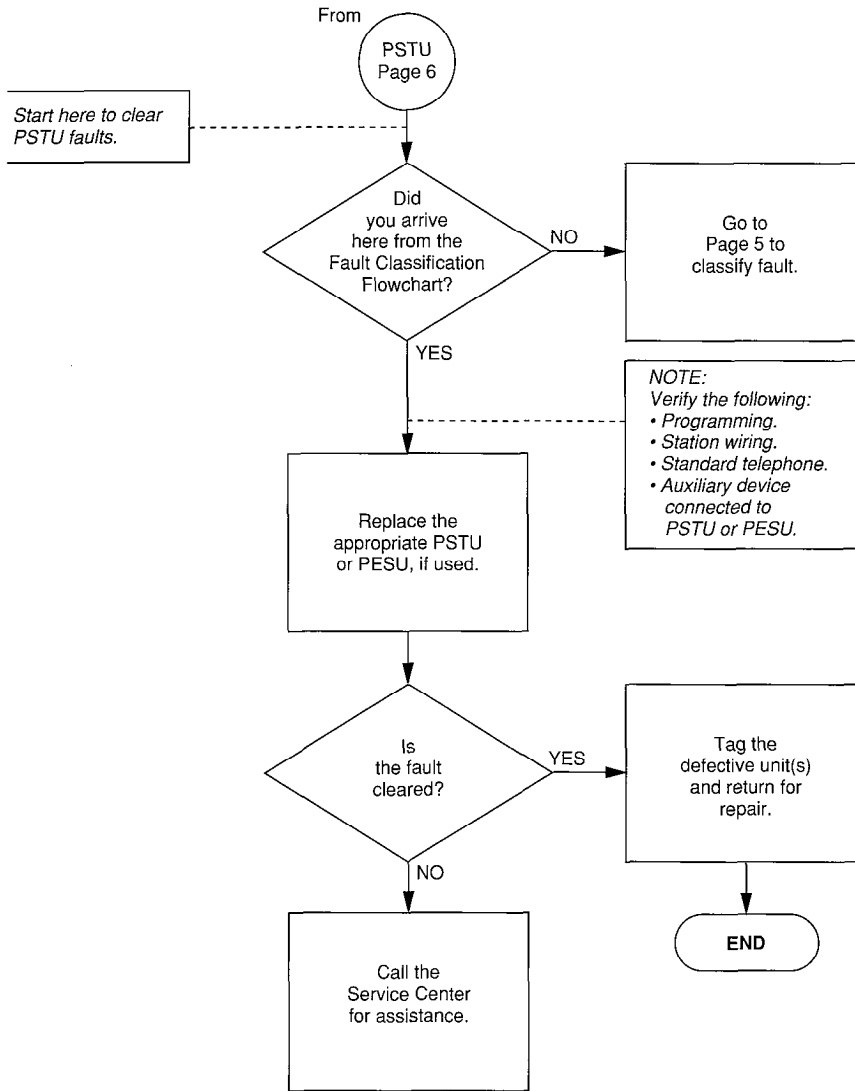 From
PSTU
Page 6
Start here to clear
PSTU faults.
Did
you arrive
here from the
Fault Classification
Flowchart?
NO
Go to
Page 5 to
classify fault.
YES
NOTE:
Verify the following:
• Programming.
• Station wiring.
• Standard telephone.
• Auxiliary device
connected to
PSTU or PESU.
Replace the
appropriate PSTU
or PESU, if used.
Is
the fault
cleared?
YES
Tag the
defective unit(s)
and return for
repair.
NO
END
Call the
Service Center
for assistance.